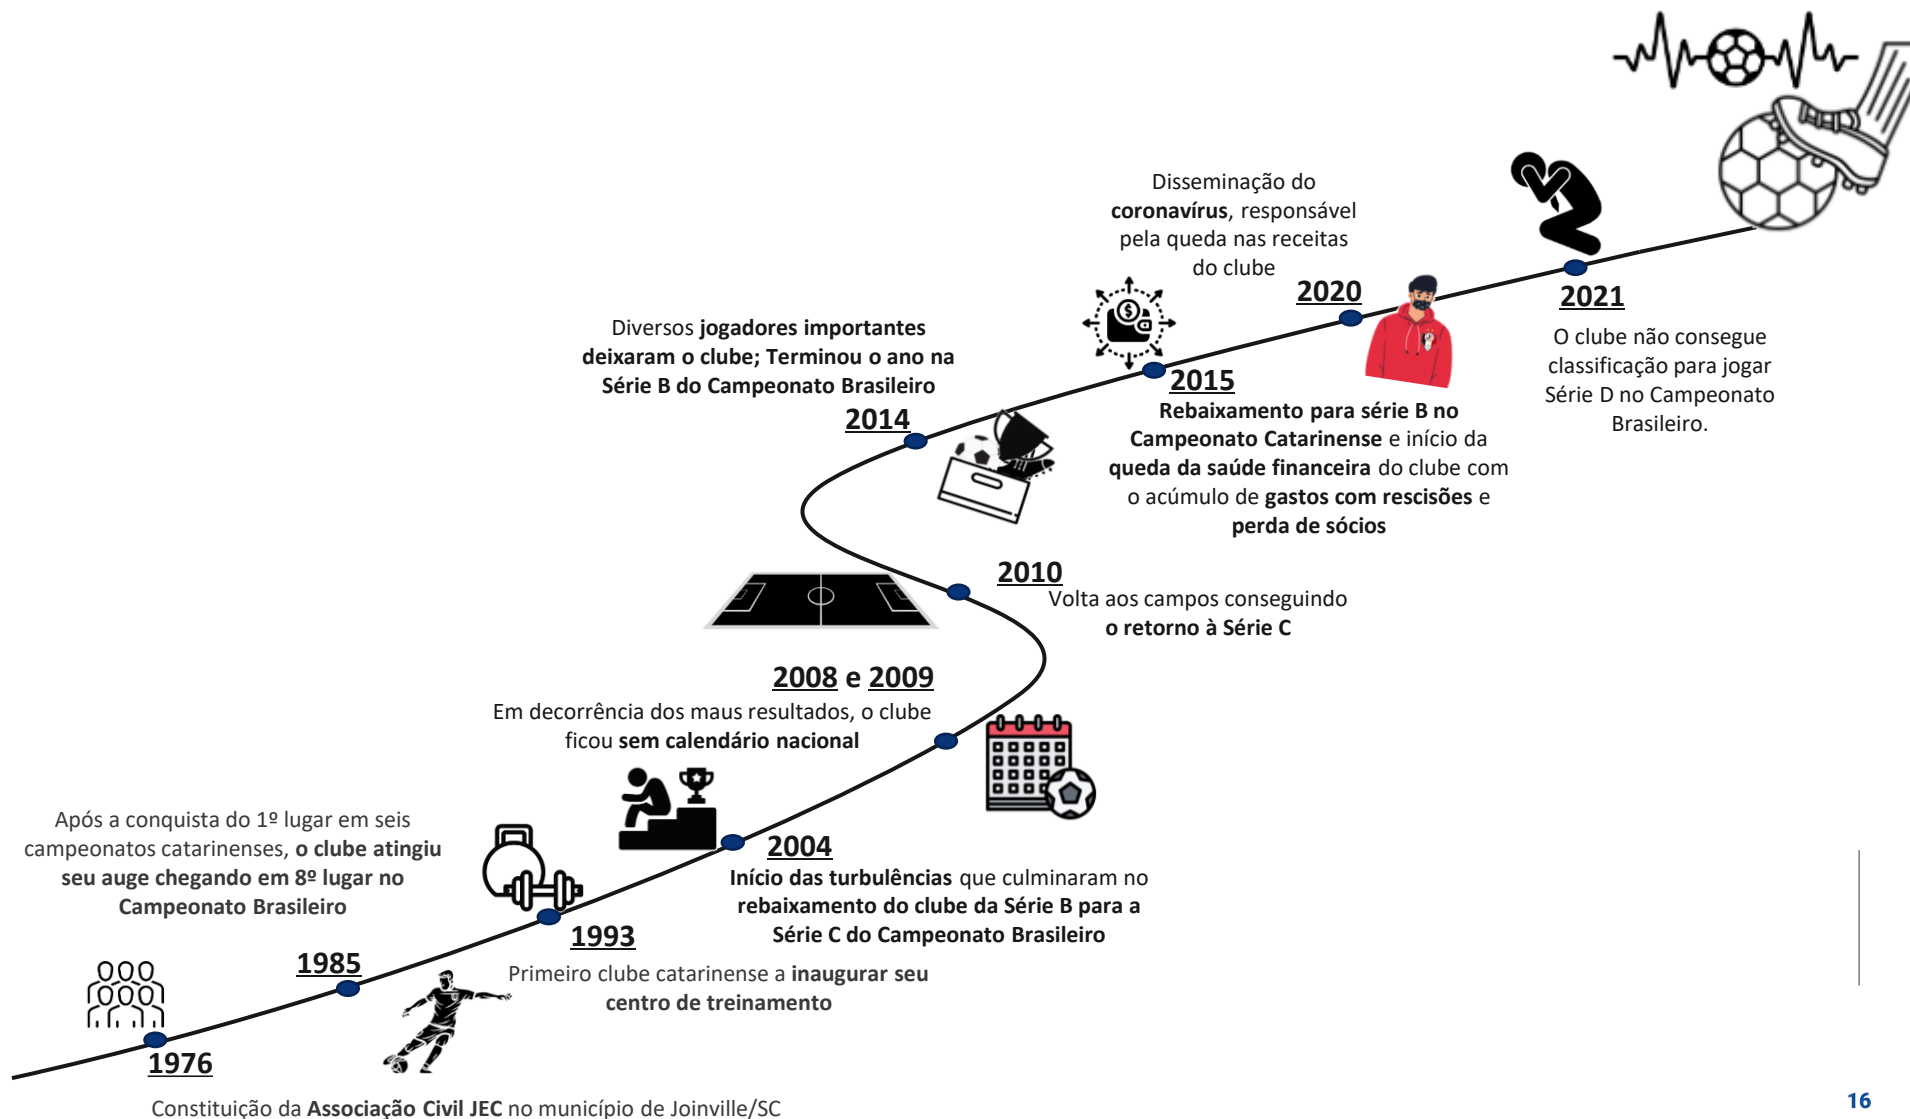 Disseminação do
coronavírus, responsável
pela queda nas receitas
do clube
2020
2021
O clube não consegue
classificação para jogar
Série D no Campeonato
Brasileiro.
Diversos jogadores importantes
deixaram o clube; Terminou o ano na
Série B do Campeonato Brasileiro
2014
2015
Rebaixamento para série B no
Campeonato Catarinense e início da
queda da saúde financeira do clube com
o acúmulo de gastos com rescisões e
perda de sócios
2010
Volta aos campos conseguindo
o retorno à Série C
2008 e 2009
Em decorrência dos maus resultados, o clube
ficou sem calendário nacional
Após a conquista do 1º lugar em seis
campeonatos catarinenses, o clube atingiu
seu auge chegando em 8º lugar no
Campeonato Brasileiro
1985
2004
Início das turbulências que culminaram no
rebaixamento do clube da Série B para a
Série C do Campeonato Brasileiro
1993
Primeiro clube catarinense a inaugurar seu
centro de treinamento
1976
Constituição da Associação Civil JEC no município de Joinville/SC
16